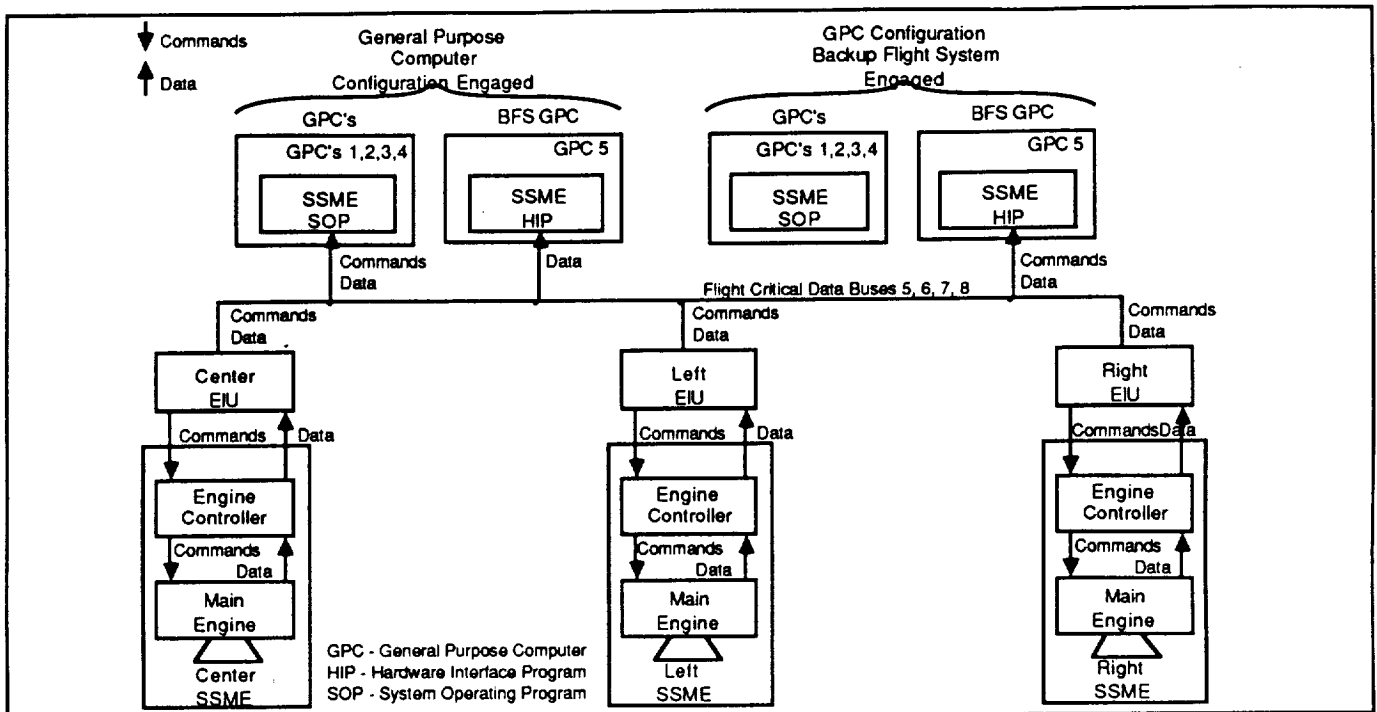 Commands
Data
General Purpose
Computer
Configuration Engaged
GPC Configuration
Backup Flight System
Engaged
GPC's
BFS GPC
GPC's
BFS GPC
GPC's 1,2,3,4
GPC 5
GPC's 1,2,3,4
GPC 5
SSME
SOP
SSME
HIP
SSME
SOP
SSME
HIP
Commands
Data
Data
Commands
Data
Flight Critical Data Buses 5, 6, 7, 8
Commands
Data
Commands
Data
Commands
Data
Center
EIU
Left
EIU
Right
EIU
Commands
Data
Commands
Data
Commands
Data
Engine
Controller
Engine
Controller
Engine
Controller
Commands
Data
Commands
Data
Commands
Data
Main
Engine
Main
Engine
Main
Engine
Center
SSME
Left
SSME
Right
SSME
GPC - General Purpose Computer
HIP - Hardware Interface Program
SOP - System Operating Program